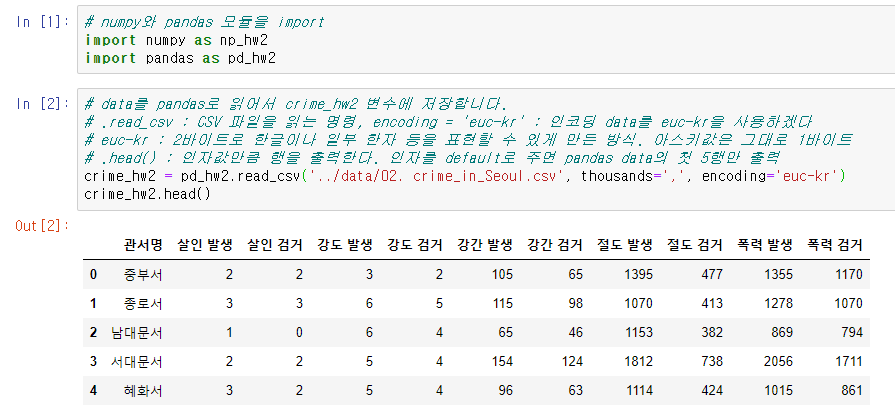 In [1]: # numpy와 pandas 모듈을 import
import numpy as np_hw2
import pandas as pd_hw2
In [2]: # data를 pandas로 읽어서 crime_hw2 변수에 저장합니다.
# .read_csv : CSV 파일을 읽는 명령, encoding = 'euc-kr' : 인코딩 data를 euc-kr을 사용하겠다
# euc-kr : 2바이트로 한글이나 일부 한자 등을 표현할 수 있게 만든 방식. 아스키값은 그대로 1바이트
# .head() : 인자값만큼 행을 출력한다. 인자를 default로 주면 pandas data의 첫 5행만 출력
crime_hw2 = pd_hw2.read_csv('../data/02. crime_in_Seoul.csv', thousands=',', encoding='euc-kr')
crime_hw2.head()
Out[2]:
관서명 살인 발생 살인 검거 강도 발생 강도 검거 강간 발생 강간 검거 절도 발생 절도 검거 폭력 발생 폭력 검거
0 중부서 2 2 3 2 105 65 1395 477 1355 1170
1 종로서 3 3 6 5 115 98 1070 413 1278 1070
2 남대문서 1 0 6 4 65 46 1153 382 869 794
3 서대문서 2 2 5 4 154 124 1812 738 2056 1711
4 혜화서 3 2 5 4 96 63 1114 424 1015 861